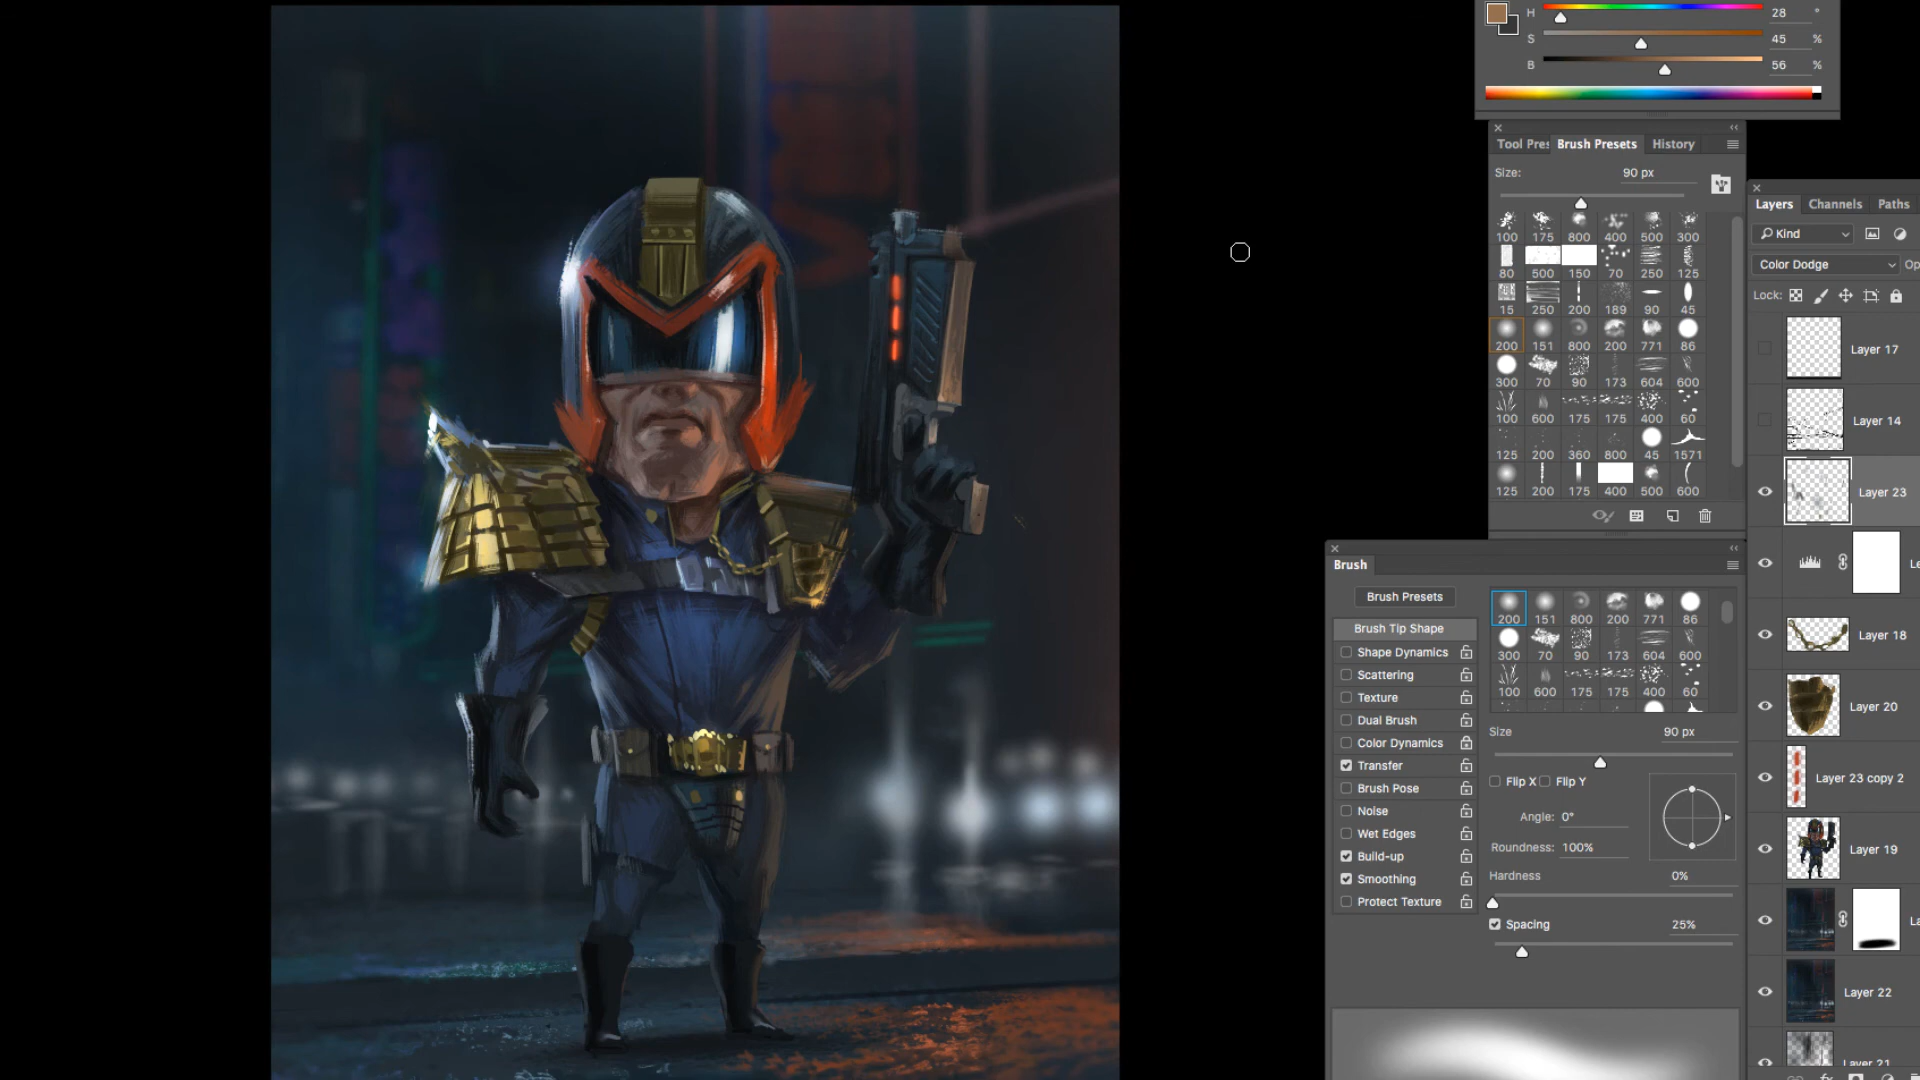 H 28 °
S 45 %
B 56 %
Tool Pres Brush Presets History
Size: 90 px
100 175 800 400 500 300
80 500 150 70 250 125
15 250 200 189 90 45
200 151 800 200 771 86
300 70 90 173 604 600
100 600 175 175 400 60
125 200 360 800 45 1571
125 200 175 400 500 600
Layers Channels Paths
Kind
Color Dodge Op
Lock:
Layer 17
Layer 14
Layer 23
Le
Layer 18
Layer 20
Layer 23 copy 2
Layer 19
La
Layer 22
Layer 21
Brush
Brush Presets
Brush Tip Shape
Shape Dynamics
Scattering
Texture
Dual Brush
Color Dynamics
Transfer
Brush Pose
Noise
Wet Edges
Build-up
Smoothing
Protect Texture
200 151 800 200 771 86
300 70 90 173 604 600
100 600 175 175 400 60
Size 90 px
Flip X Flip Y
Angle: 0°
Roundness: 100%
Hardness 0%
Spacing 25%